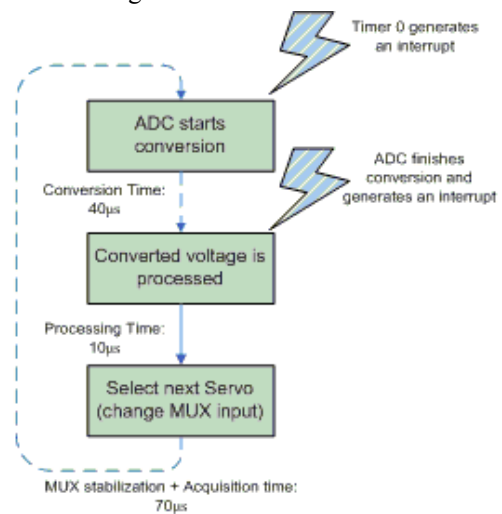 Timer 0 generates
an interrupt
ADC starts
conversion
Conversion Time:
40µs
ADC finishes
conversion and
generates an interrupt
Converted voltage is
processed
Processing Time:
10µs
Select next Servo
(change MUX input)
MUX stabilization + Acquisition time:
70µs